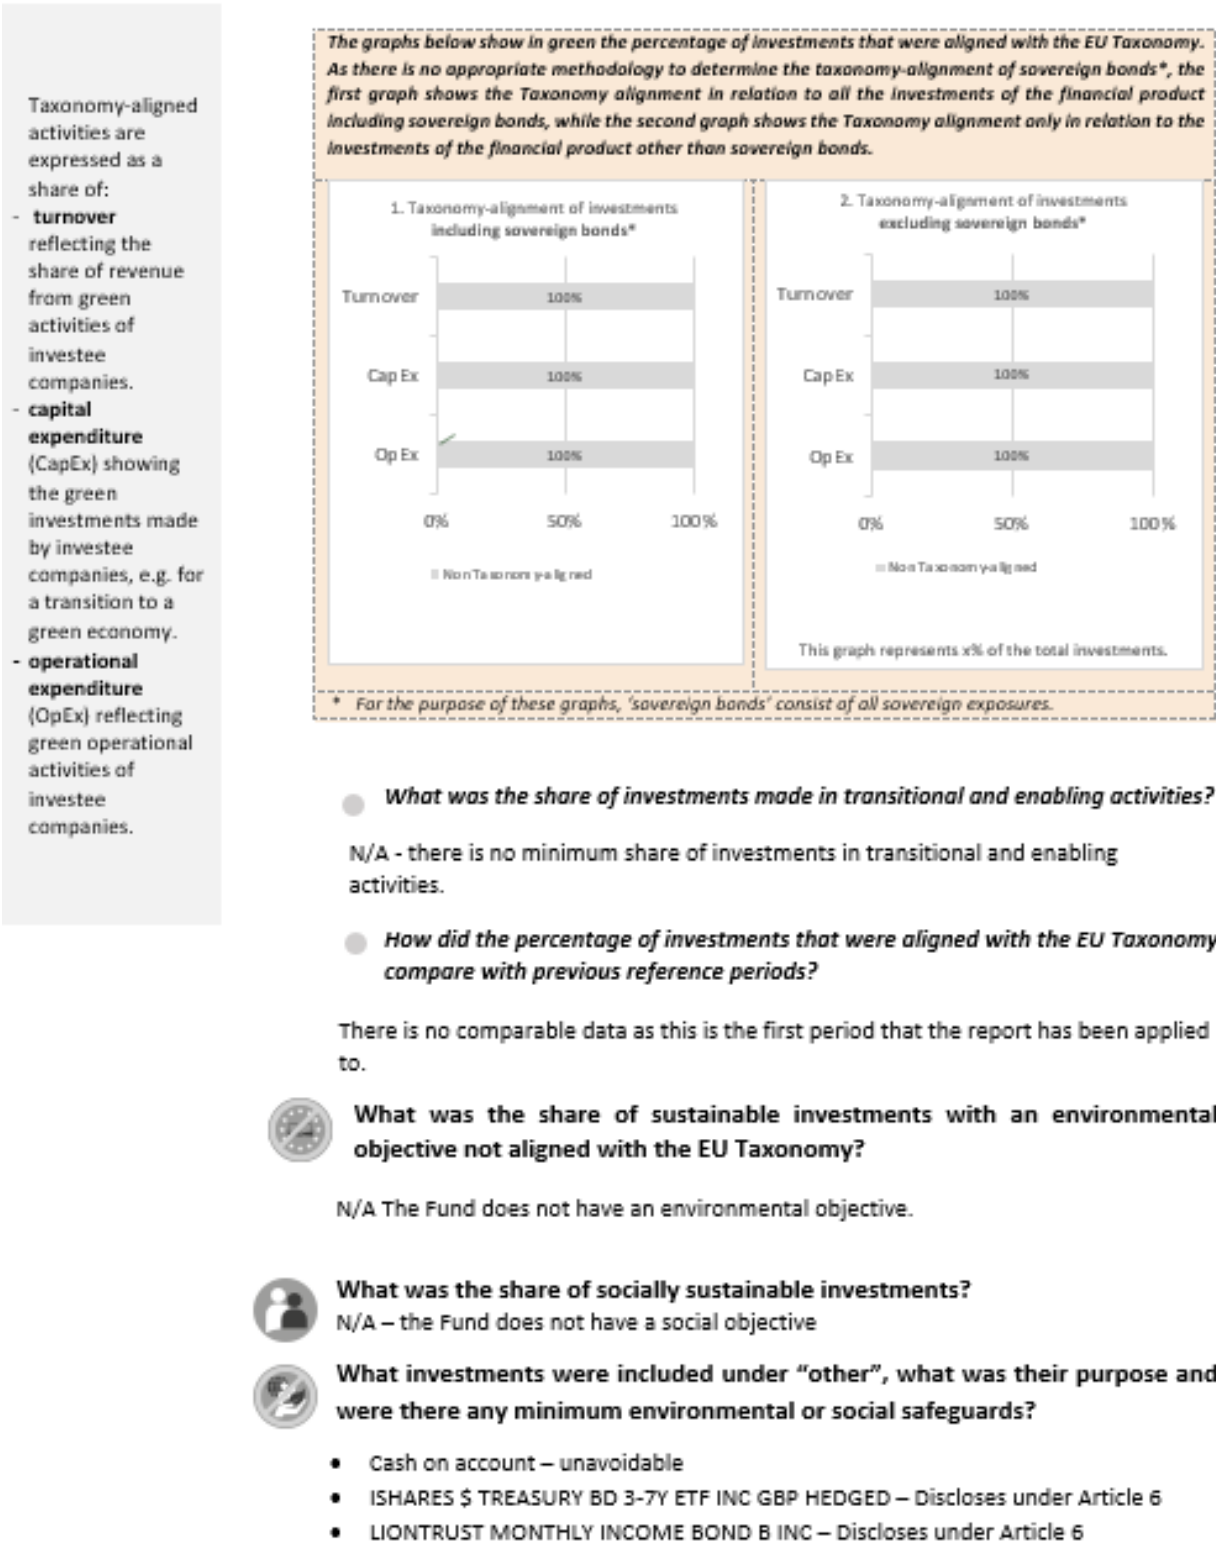 Taxonomy-aligned
activities are
expressed as a
share of:
- turnover
reflecting the
share of revenue
from green
activities of
investee
companies.
- capital
expenditure
(CapEx) showing
the green
investments made
by investee
companies, e.g. for
a transition to a
green economy.
- operational
expenditure
(OpEx) reflecting
green operational
activities of
investee
companies.
The graphs below show in green the percentage of investments that were aligned with the EU Taxonomy.
As there is no appropriate methodology to determine the taxonomy-alignment of sovereign bonds*, the
first graph shows the Taxonomy alignment in relation to all the investments of the financial product
including sovereign bonds, while the second graph shows the Taxonomy alignment only in relation to the
investments of the financial product other than sovereign bonds.
1. Taxonomy-alignment of investments
including sovereign bonds*
Turnover 100%
CapEx 100%
OpEx 100%
0% 50% 100%
Non Taxonomy-aligned
2. Taxonomy-alignment of investments
excluding sovereign bonds*
Turnover 100%
CapEx 100%
OpEx 100%
0% 50% 100%
Non Taxonomy-aligned
This graph represents x% of the total investments.
* For the purpose of these graphs, ‘sovereign bonds’ consist of all sovereign exposures.
What was the share of investments made in transitional and enabling activities?
N/A - there is no minimum share of investments in transitional and enabling
activities.
How did the percentage of investments that were aligned with the EU Taxonomy
compare with previous reference periods?
There is no comparable data as this is the first period that the report has been applied
to.
What was the share of sustainable investments with an environmental
objective not aligned with the EU Taxonomy?
N/A The Fund does not have an environmental objective.
What was the share of socially sustainable investments?
N/A – the Fund does not have a social objective
What investments were included under “other”, what was their purpose and
were there any minimum environmental or social safeguards?
• Cash on account – unavoidable
• ISHARES $ TREASURY BD 3-7Y ETF INC GBP HEDGED – Discloses under Article 6
• LIONTRUST MONTHLY INCOME BOND B INC – Discloses under Article 6